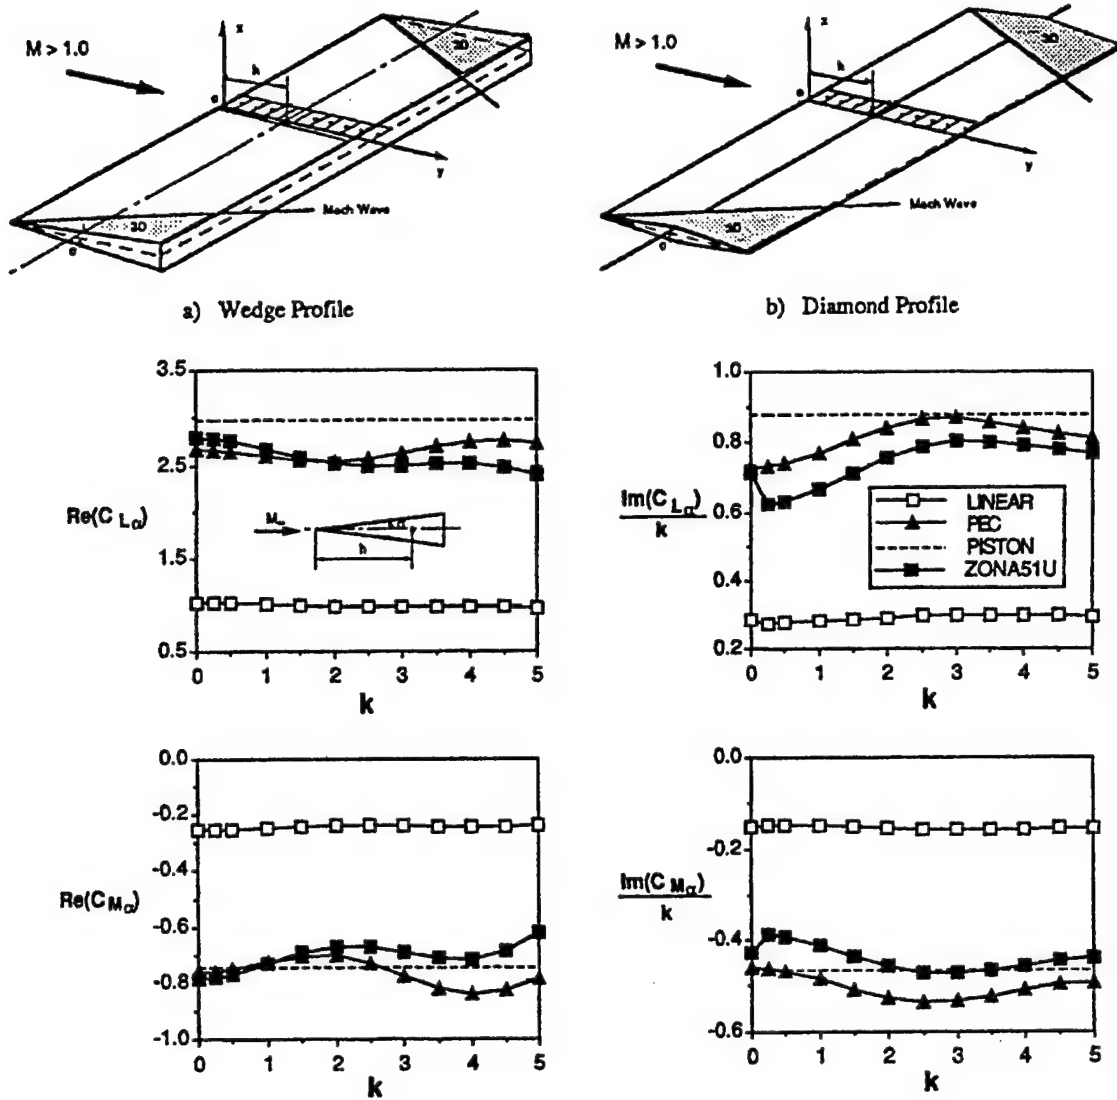 M > 1.0
x
h
o
y
3D
Mach Wave
3D
c
a) Wedge Profile
M > 1.0
x
h
o
y
3D
Mach Wave
3D
c
b) Diamond Profile
3.5
2.5
1.5
0.5
Re(C Lα)
M∞
h
0 1 2 3 4 5
k
1.0
0.8
0.6
0.4
0.2
Im(C Lα)
k
LINEAR
PEC
PISTON
ZONA51U
0 1 2 3 4 5
k
0.0
-0.2
-0.4
-0.6
-0.8
-1.0
Re(C Mα)
0 1 2 3 4 5
k
0.0
-0.2
-0.4
-0.6
Im(C Mα)
k
0 1 2 3 4 5
k